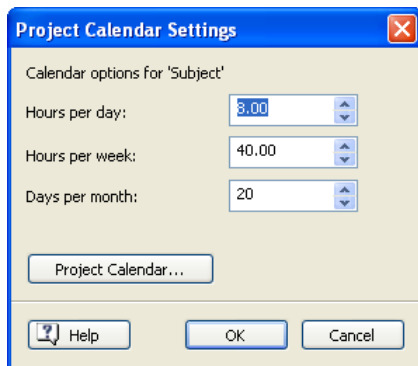 Project Calendar Settings
Calendar options for 'Subject'
Hours per day: 8.00
Hours per week: 40.00
Days per month: 20
Project Calendar...
Help OK Cancel